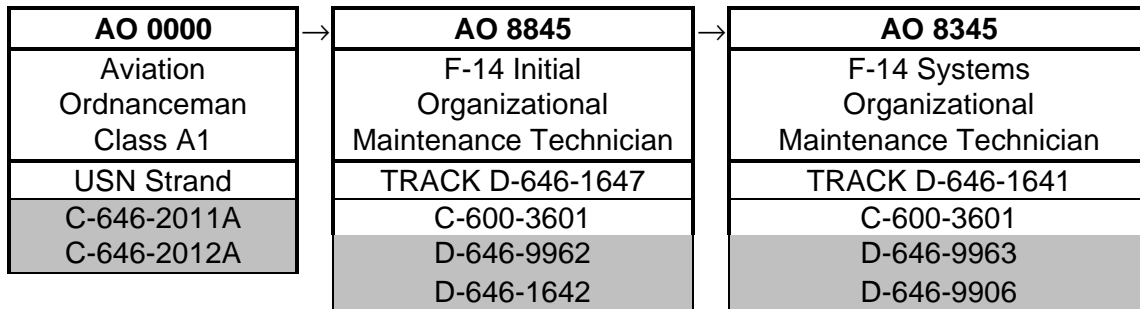 AO 0000 → AO 8845 → AO 8345
Aviation F-14 Initial F-14 Systems
Ordnanceman Organizational Organizational
Class A1 Maintenance Technician Maintenance Technician
USN Strand TRACK D-646-1647 TRACK D-646-1641
C-646-2011A C-600-3601 C-600-3601
C-646-2012A D-646-9962 D-646-9963
D-646-1642 D-646-9906